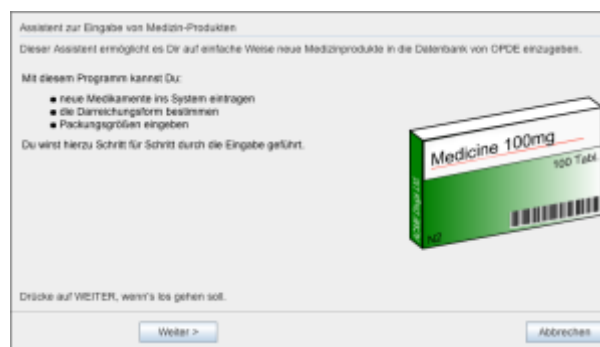 Assistent zur Eingabe von Medizin-Produkten
Dieser Assistent ermöglicht es Dir auf einfache Weise neue Medizinprodukte in die Datenbank von OPDE einzugeben.
Mit diesem Programm kannst Du:
● neue Medikamente ins System eintragen
● die Darreichungsform bestimmen
● Packungsgrößen eingeben
Du wirst hierzu Schritt für Schritt durch die Eingabe geführt.
Medicine 100mg
100 Tabl.
N2
Drücke auf WEITER, wenn's los gehen soll.
Weiter >
Abbrechen